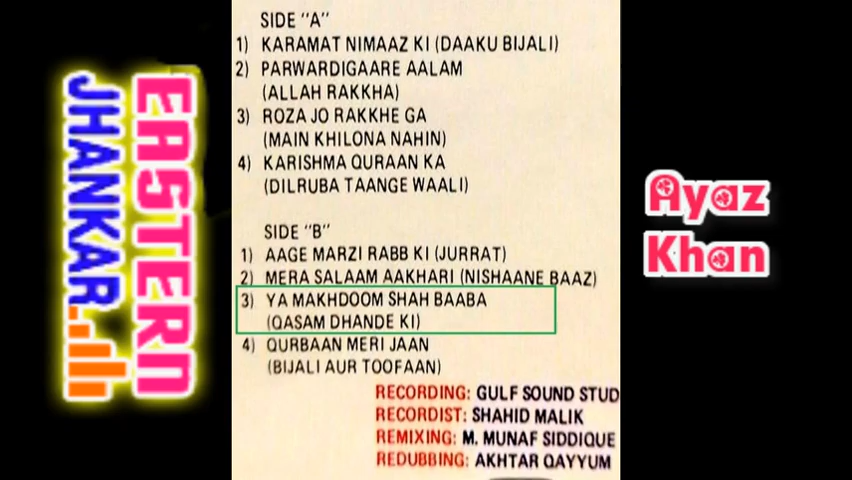 EASTERN
JHANKAR
SIDE "A"
1) KARAMAT NIMAAZ KI (DAAKU BIJALI)
2) PARWARDIGAARE AALAM
(ALLAH RAKKHA)
3) ROZA JO RAKKHE GA
(MAIN KHILONA NAHIN)
4) KARISHMA QURAAN KA
(DILRUBA TAANGE WAALI)
SIDE "B"
1) AAGE MARZI RABB KI (JURRAT)
2) MERA SALAAM AAKHARI (NISHAANE BAAZ)
3) YA MAKHDOOM SHAH BAABA
(QASAM DHANDE KI)
4) QURBAAN MERI JAAN
(BIJALI AUR TOOFAAN)
RECORDING: GULF SOUND STUD
RECORDIST: SHAHID MALIK
REMIXING: M. MUNAF SIDDIQUE
REDUBBING: AKHTAR QAYYUM
Ayaz
Khan